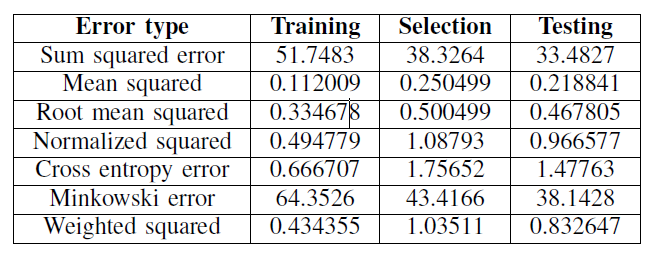 Error type Training Selection Testing
Sum squared error 51.7483 38.3264 33.4827
Mean squared 0.112009 0.250499 0.218841
Root mean squared 0.334678 0.500499 0.467805
Normalized squared 0.494779 1.08793 0.966577
Cross entropy error 0.666707 1.75652 1.47763
Minkowski error 64.3526 43.4166 38.1428
Weighted squared 0.434355 1.03511 0.832647